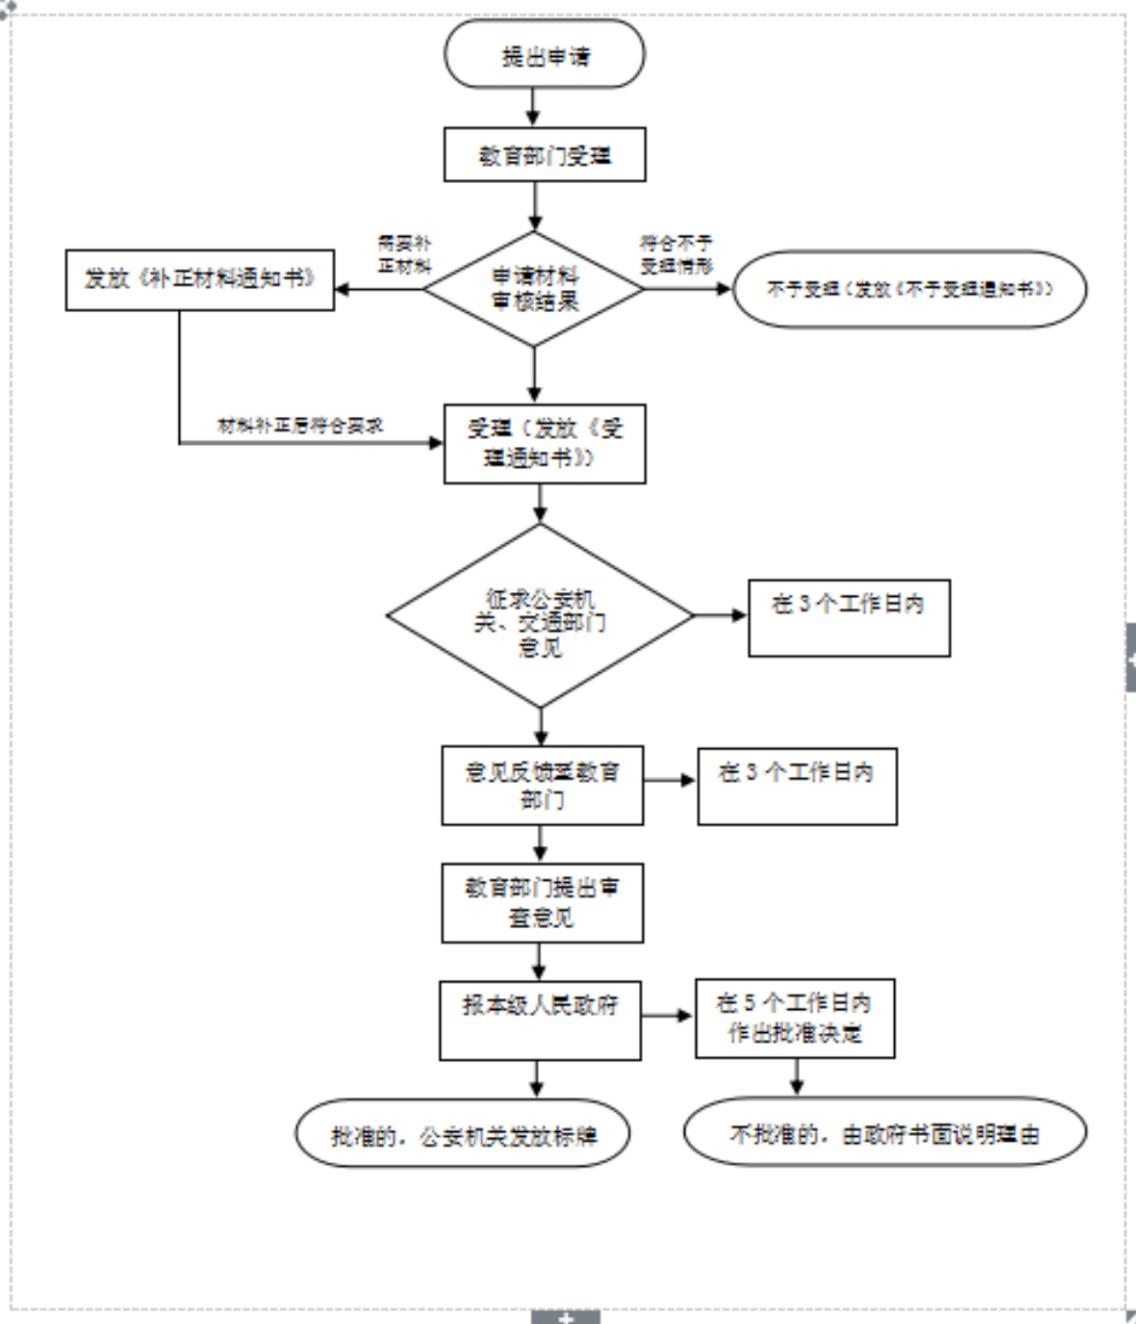 提出申请
教育部门受理
需要补
正材料
符合不予
受理情形
发放《补正材料通知书》
申请材料
审核结果
不予受理(发放《不予受理通知书》)
材料补正后符合要求
受理(发放《受
理通知书》)
征求公安机
关、交通部门
意见
在 3 个工作日内
意见反馈至教育
部门
在 3 个工作日内
教育部门提出审
查意见
报本级人民政府
在 5 个工作日内
作出批准决定
批准的,公安机关发放标牌
不批准的,由政府书面说明理由